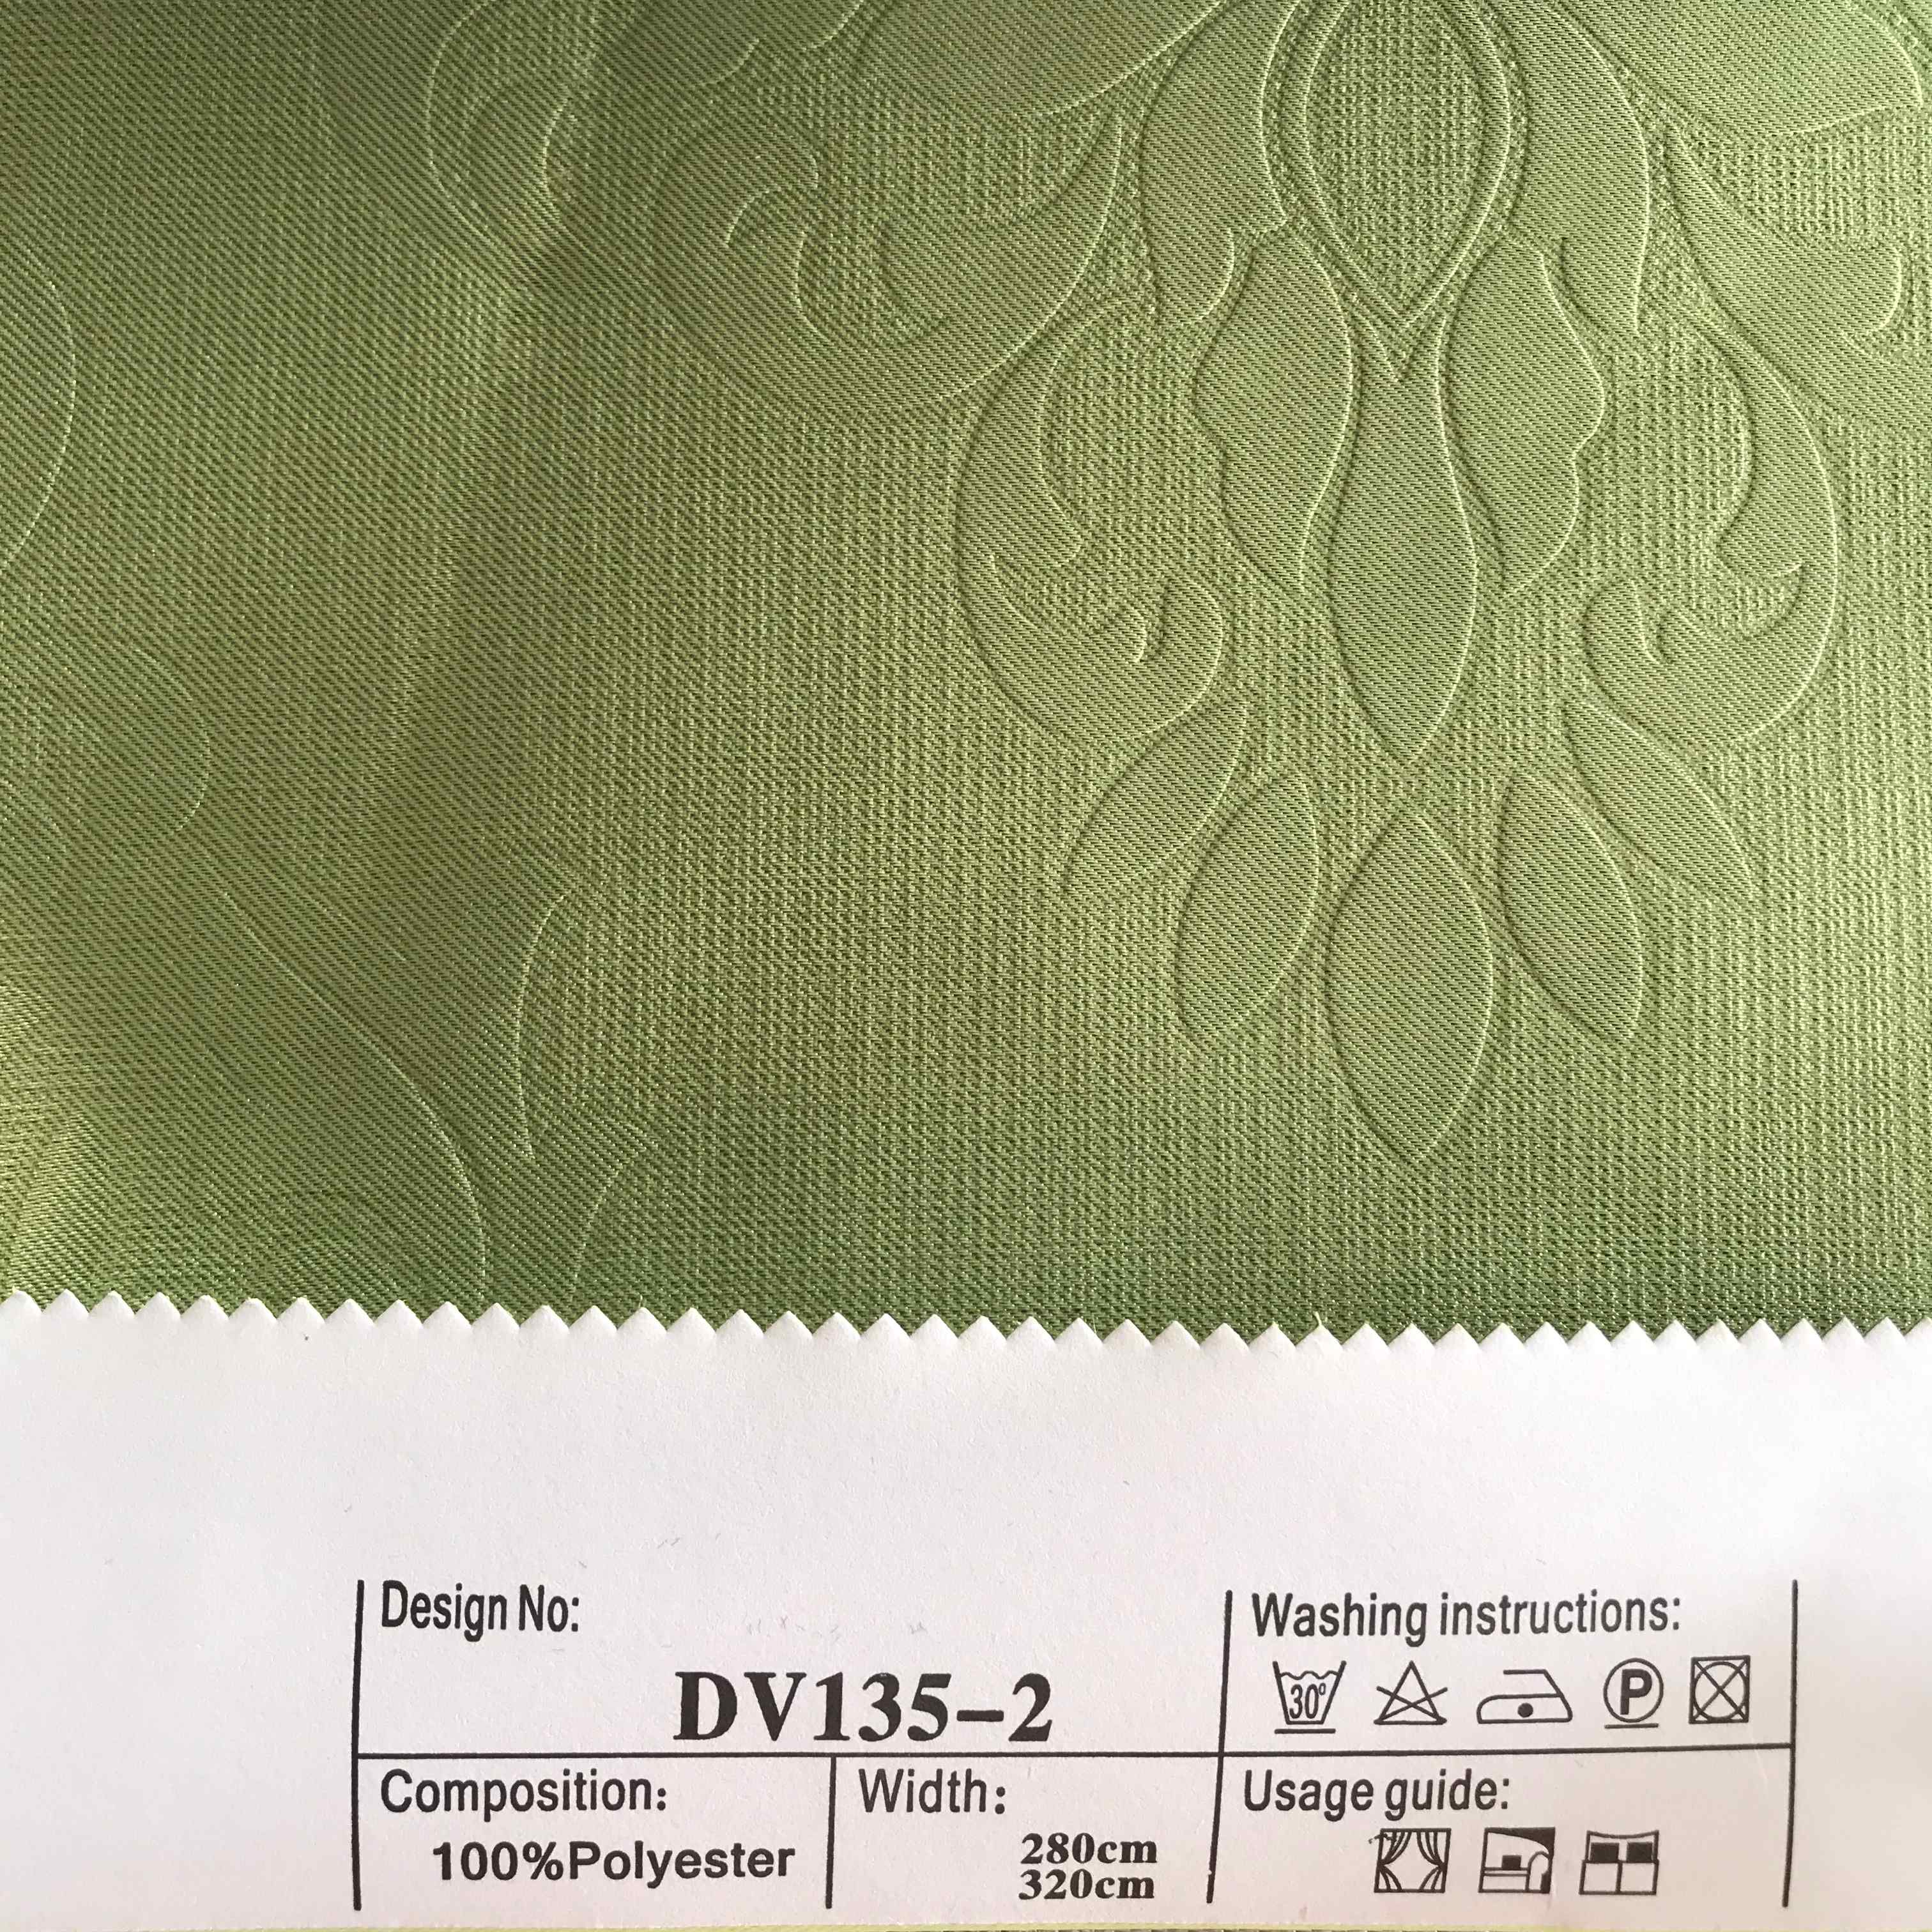 Design No:
DV135-2
Washing instructions:
30°
P
Composition:
100%Polyester
Width:
280cm
320cm
Usage guide: